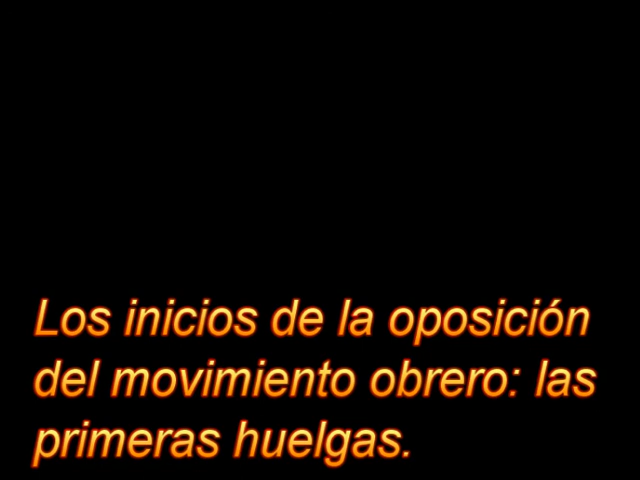 Los inicios de la oposición
del movimiento obrero: las
primeras huelgas.